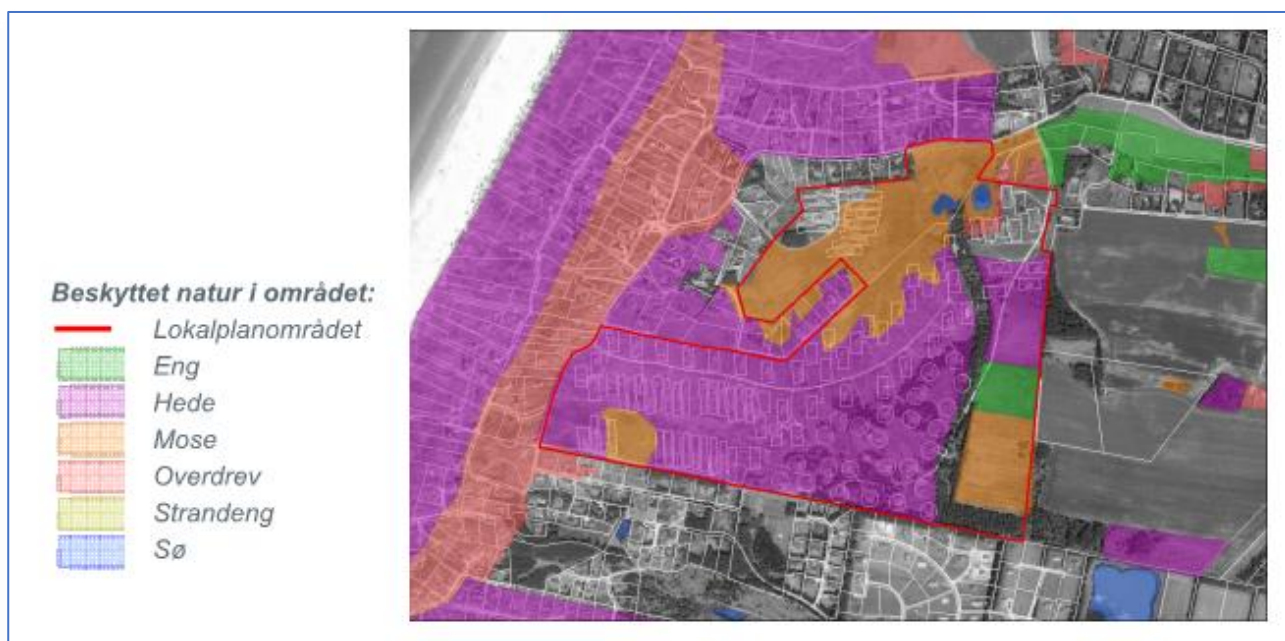 Beskyttet natur i området:
Lokalplanområdet
Eng
Hede
Mose
Overdrev
Strandeng
Sø